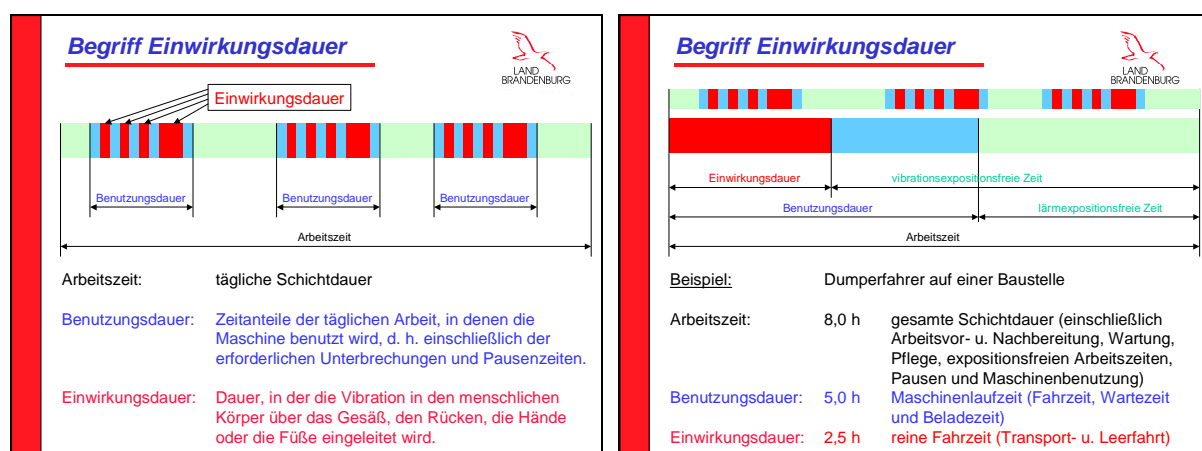 Begriff Einwirkungsdauer
LAND
BRANDENBURG
Einwirkungsdauer
Benutzungsdauer
Benutzungsdauer
Benutzungsdauer
Arbeitszeit
Arbeitszeit: tägliche Schichtdauer
Benutzungsdauer: Zeitanteile der täglichen Arbeit, in denen die
Maschine benutzt wird, d. h. einschließlich der
erforderlichen Unterbrechungen und Pausenzeiten.
Einwirkungsdauer: Dauer, in der die Vibration in den menschlichen
Körper über das Gesäß, den Rücken, die Hände
oder die Füße eingeleitet wird.
Begriff Einwirkungsdauer
LAND
BRANDENBURG
Einwirkungsdauer
vibrationsexpositionsfreie Zeit
Benutzungsdauer
lärmexpositionsfreie Zeit
Arbeitszeit
Beispiel: Dumperfahrer auf einer Baustelle
Arbeitszeit: 8,0 h gesamte Schichtdauer (einschließlich
Arbeitsvor- u. Nachbereitung, Wartung,
Pflege, expositionsfreien Arbeitszeiten,
Pausen und Maschinenbenutzung)
Benutzungsdauer: 5,0 h Maschinenlaufzeit (Fahrzeit, Wartezeit
und Beladezeit)
Einwirkungsdauer: 2,5 h reine Fahrzeit (Transport- u. Leerfahrt)